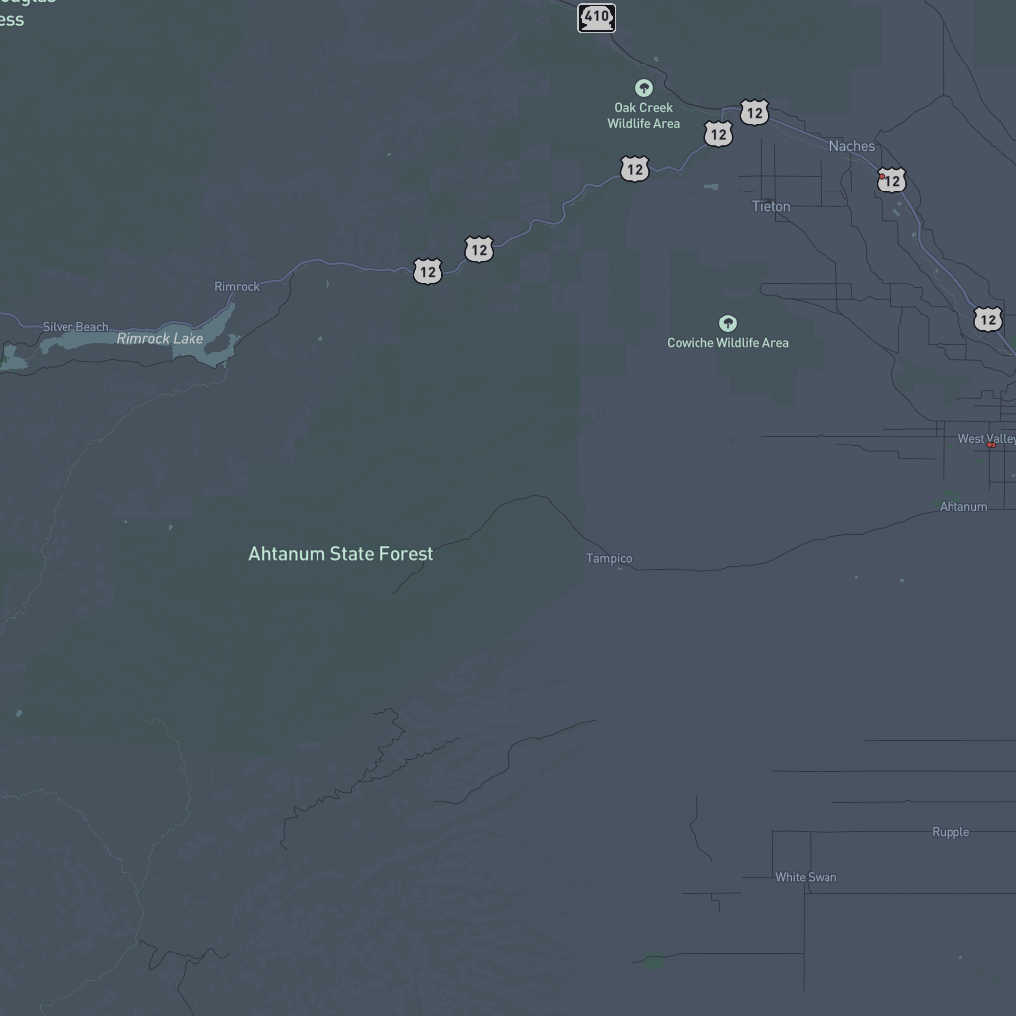 ess
410
Oak Creek
Wildlife Area
12
12
Naches
12
12
Tieton
12
12
Rimrock
Silver Beach
Rimrock Lake
12
Cowiche Wildlife Area
West Valley
Ahtanum
Ahtanum State Forest
Tampico
Rupple
White Swan